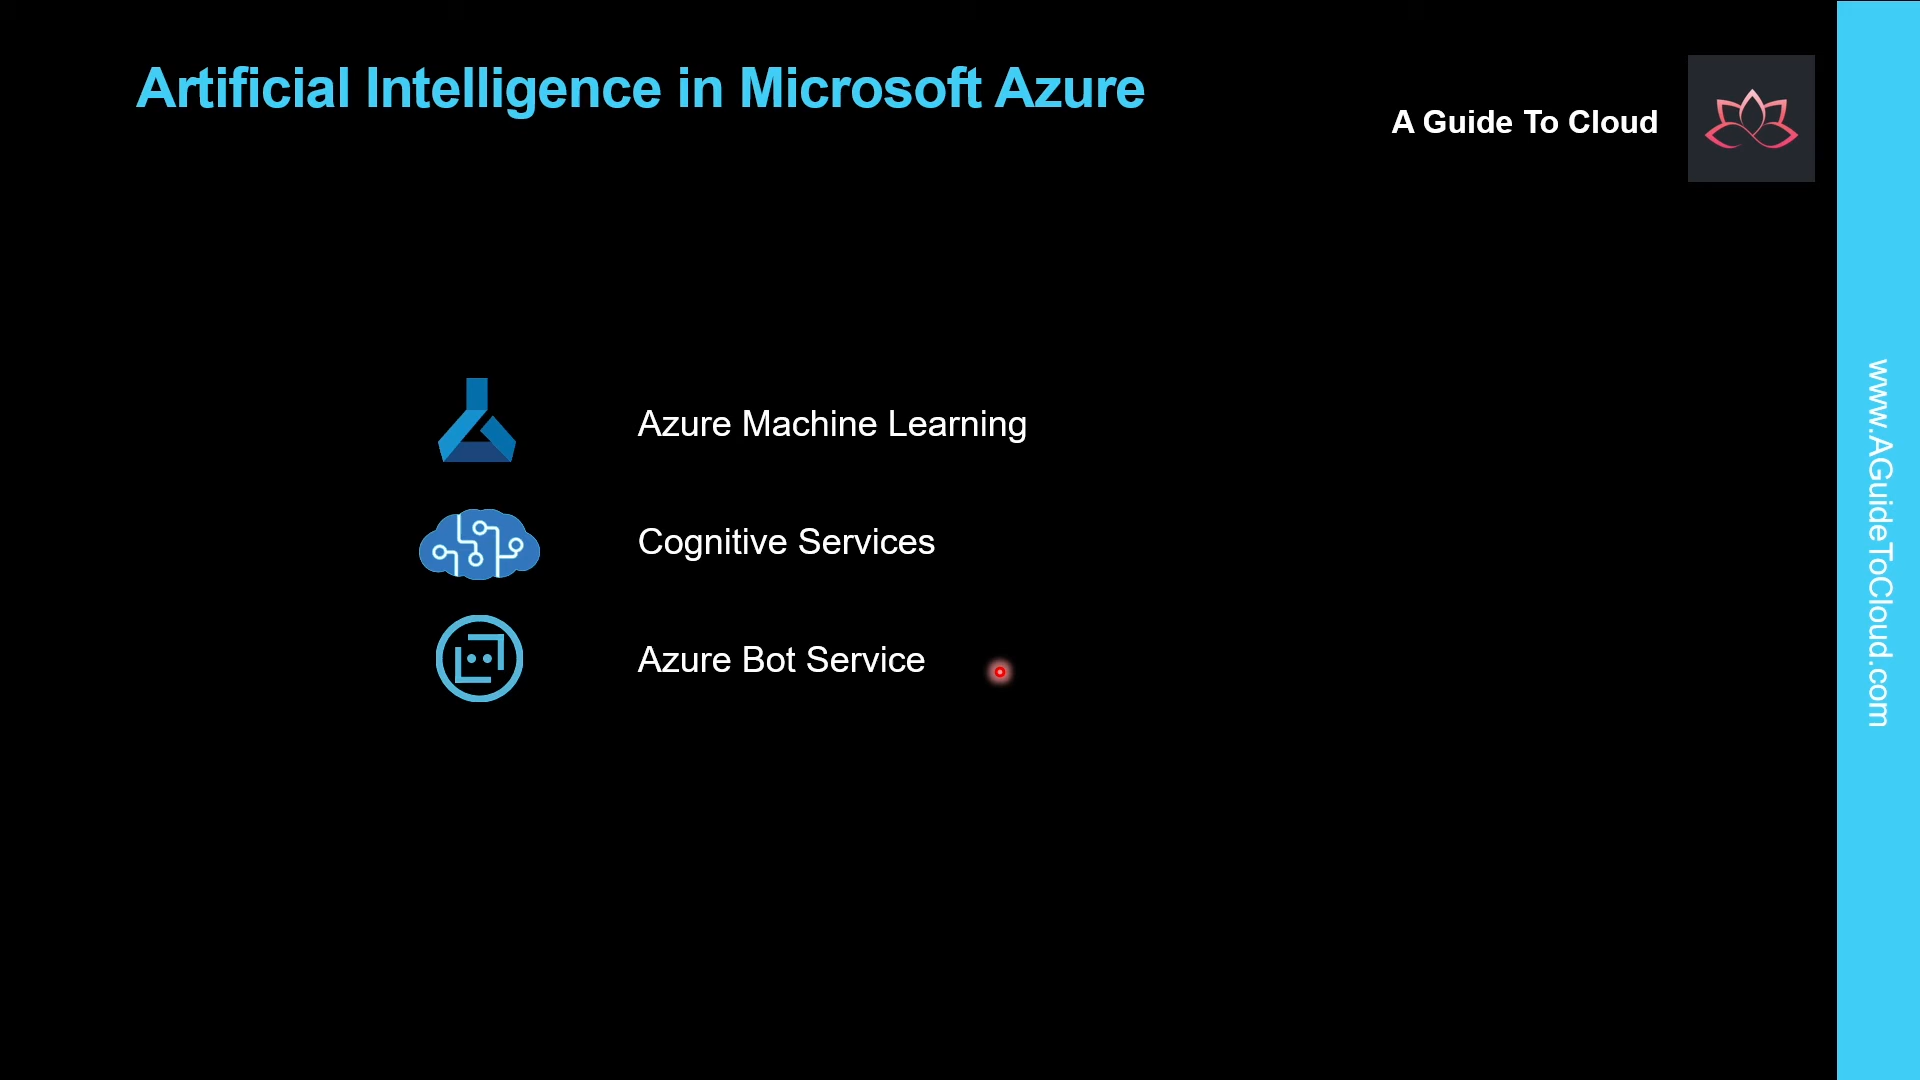 Artificial Intelligence in Microsoft Azure
A Guide To Cloud
Azure Machine Learning
Cognitive Services
Azure Bot Service
www.AGuideToCloud.com